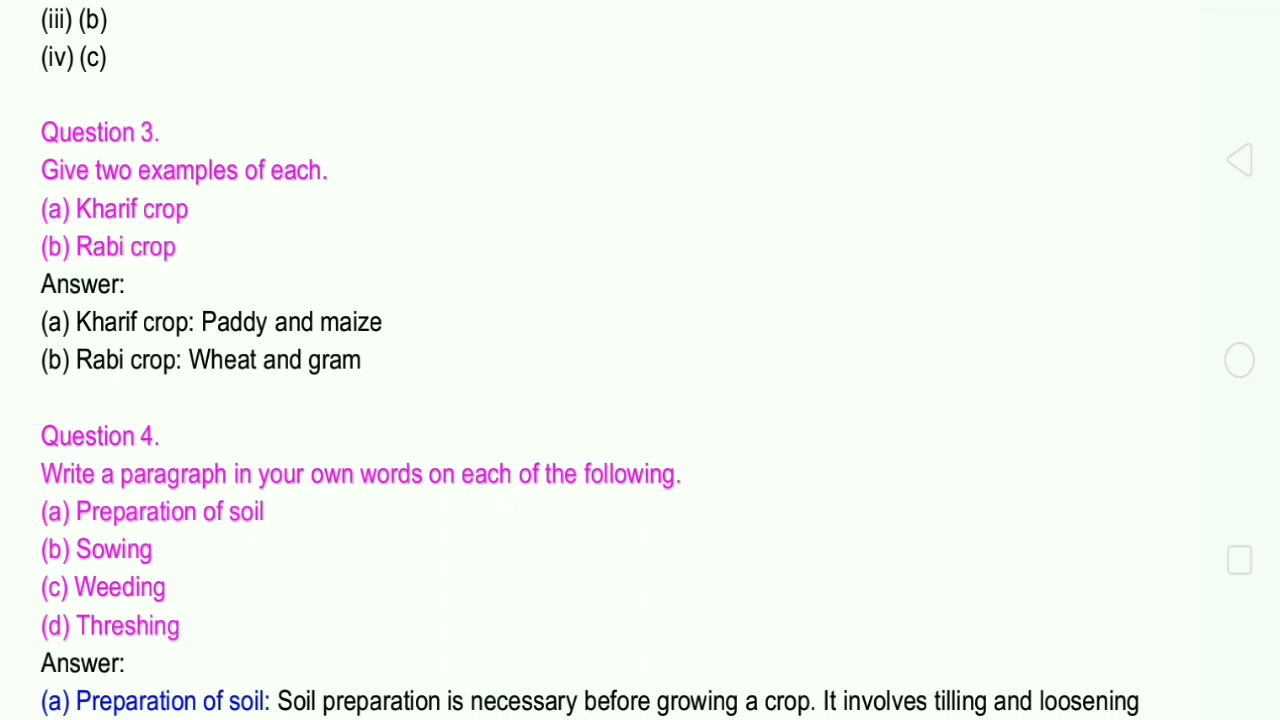 (iii) (b)
(iv) (c)
Question 3.
Give two examples of each.
(a) Kharif crop
(b) Rabi crop
Answer:
(a) Kharif crop: Paddy and maize
(b) Rabi crop: Wheat and gram
Question 4.
Write a paragraph in your own words on each of the following.
(a) Preparation of soil
(b) Sowing
(c) Weeding
(d) Threshing
Answer:
(a) Preparation of soil: Soil preparation is necessary before growing a crop. It involves tilling and loosening